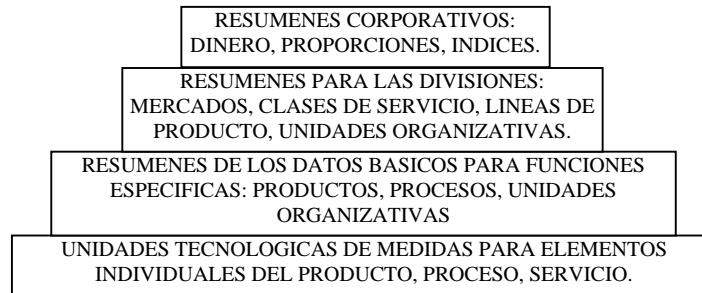 RESUMENES CORPORATIVOS:
DINERO, PROPORCIONES, INDICES.
RESUMENES PARA LAS DIVISIONES:
MERCADOS, CLASES DE SERVICIO, LINEAS DE
PRODUCTO, UNIDADES ORGANIZATIVAS.
RESUMENES DE LOS DATOS BASICOS PARA FUNCIONES
ESPECIFICAS: PRODUCTOS, PROCESOS, UNIDADES
ORGANIZATIVAS
UNIDADES TECNOLOGICAS DE MEDIDAS PARA ELEMENTOS
INDIVIDUALES DEL PRODUCTO, PROCESO, SERVICIO.